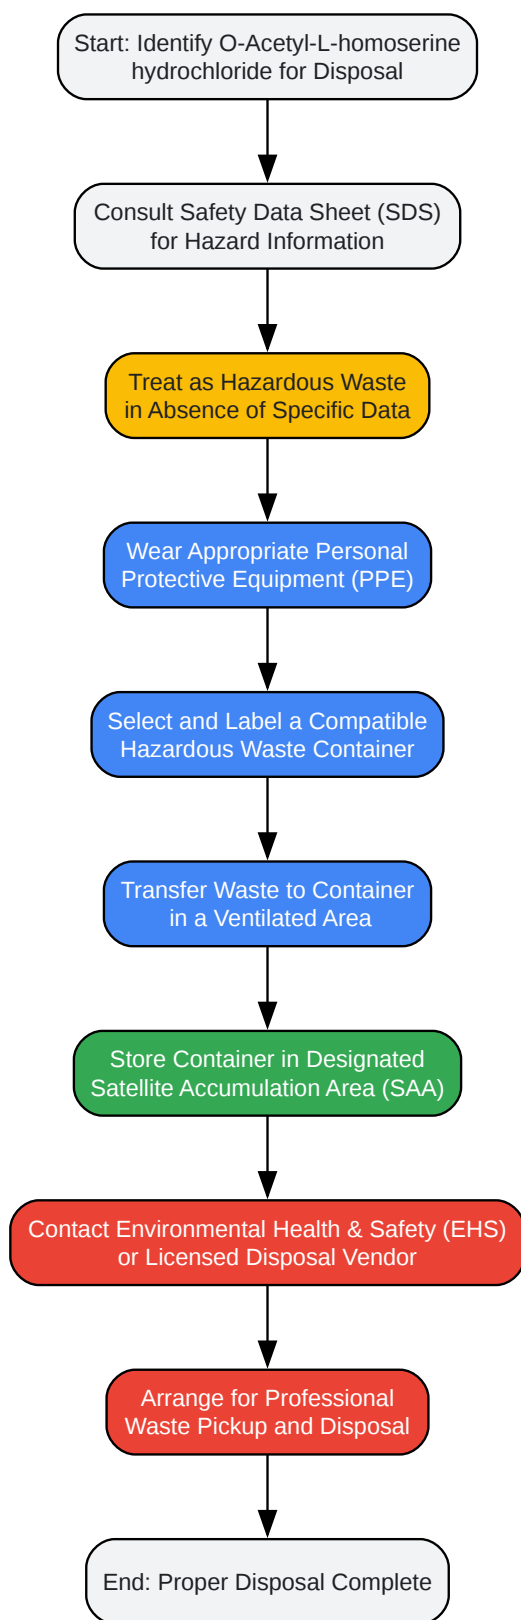 Start: Identify O-Acetyl-L-homoserine
hydrochloride for Disposal
Consult Safety Data Sheet (SDS)
for Hazard Information
Treat as Hazardous Waste
in Absence of Specific Data
Wear Appropriate Personal
Protective Equipment (PPE)
Select and Label a Compatible
Hazardous Waste Container
Transfer Waste to Container
in a Ventilated Area
Store Container in Designated
Satellite Accumulation Area (SAA)
Contact Environmental Health & Safety (EHS)
or Licensed Disposal Vendor
Arrange for Professional
Waste Pickup and Disposal
End: Proper Disposal Complete